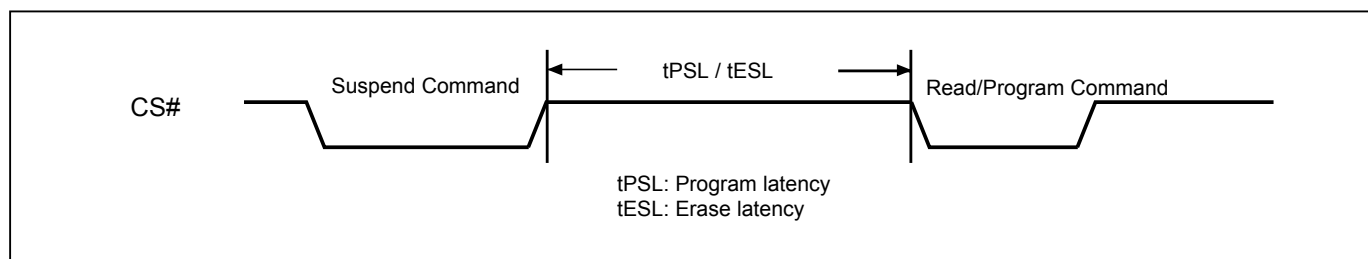 Suspend Command
tPSL / tESL
Read/Program Command
CS#
tPSL: Program latency
tESL: Erase latency